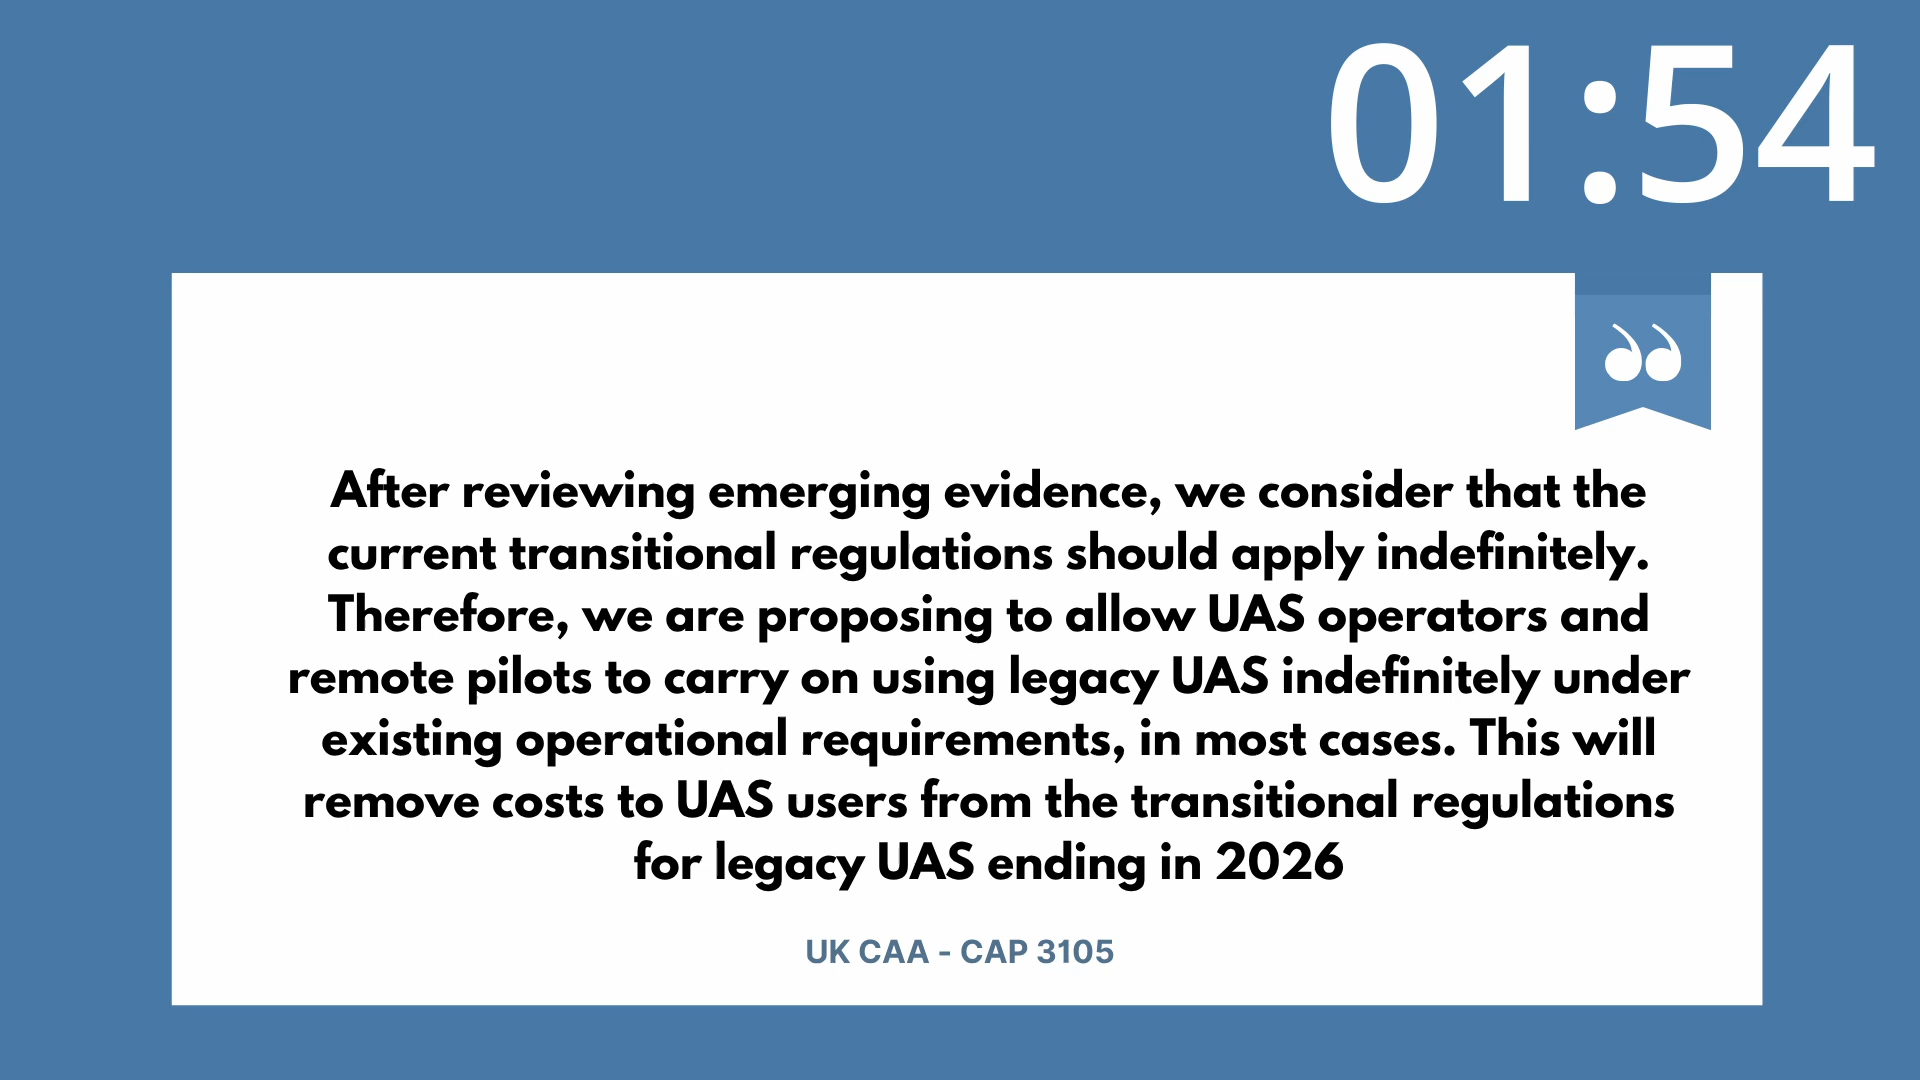 01:54
❞
After reviewing emerging evidence, we consider that the
current transitional regulations should apply indefinitely.
Therefore, we are proposing to allow UAS operators and
remote pilots to carry on using legacy UAS indefinitely under
existing operational requirements, in most cases. This will
remove costs to UAS users from the transitional regulations
for legacy UAS ending in 2026
UK CAA - CAP 3105